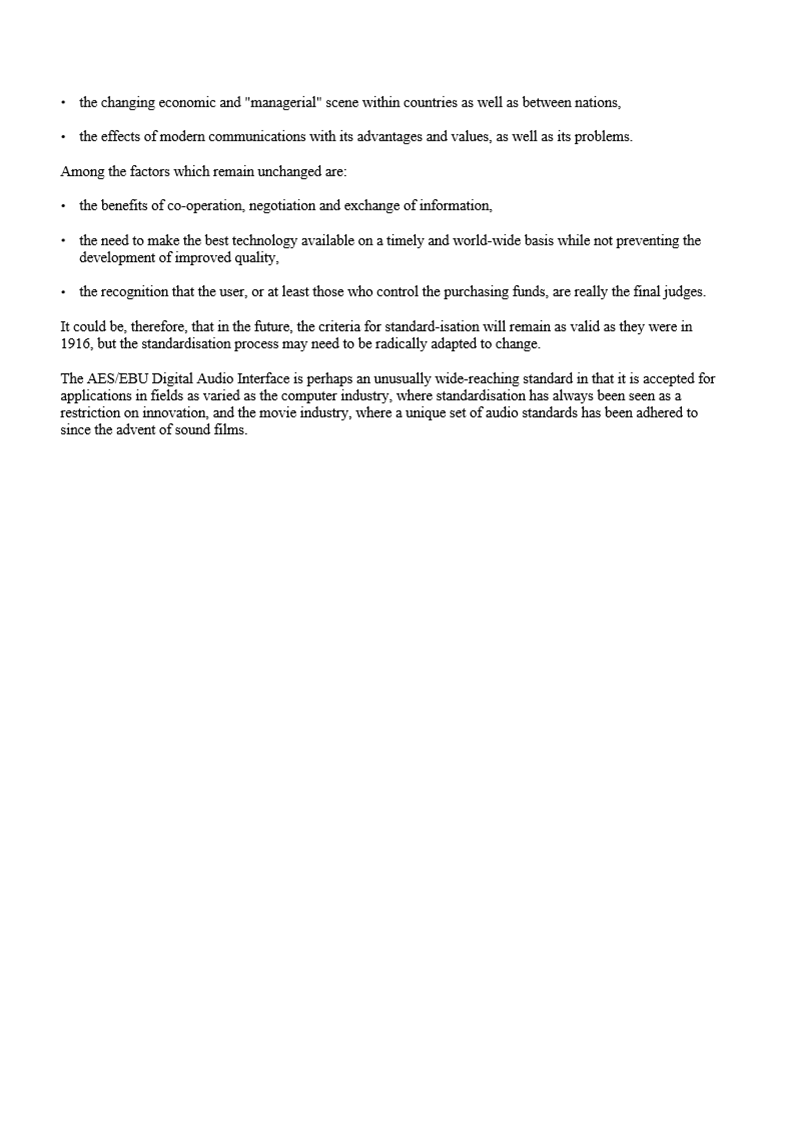 • the changing economic and "managerial" scene within countries as well as between nations,
• the effects of modern communications with its advantages and values, as well as its problems.
Among the factors which remain unchanged are:
• the benefits of co-operation, negotiation and exchange of information,
• the need to make the best technology available on a timely and world-wide basis while not preventing the
development of improved quality,
• the recognition that the user, or at least those who control the purchasing funds, are really the final judges.
It could be, therefore, that in the future, the criteria for standard-isation will remain as valid as they were in
1916, but the standardisation process may need to be radically adapted to change.
The AES/EBU Digital Audio Interface is perhaps an unusually wide-reaching standard in that it is accepted for
applications in fields as varied as the computer industry, where standardisation has always been seen as a
restriction on innovation, and the movie industry, where a unique set of audio standards has been adhered to
since the advent of sound films.